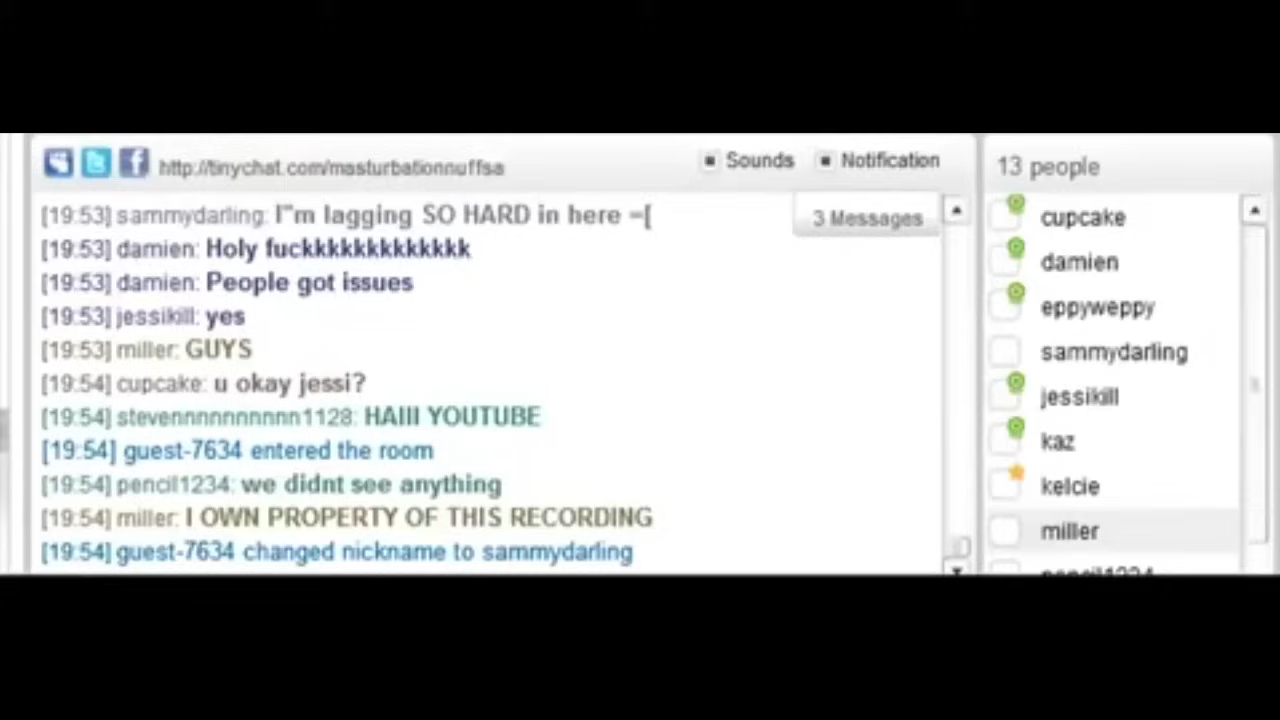 http://tinychat.com/masturbationnuffsa
Sounds
Notification
13 people
3 Messages
[19:53] sammydarling: I"m lagging SO HARD in here =[
[19:53] damien: Holy fuckkkkkkkkkkkkk
[19:53] damien: People got issues
[19:53] jessikill: yes
[19:53] miller: GUYS
[19:54] cupcake: u okay jessi?
[19:54] stevennnnnnnnnn1128: HAIII YOUTUBE
[19:54] guest-7634 entered the room
[19:54] pencil1234: we didnt see anything
[19:54] miller: I OWN PROPERTY OF THIS RECORDING
[19:54] guest-7634 changed nickname to sammydarling
cupcake
damien
eppyweppy
sammydarling
jessikill
kaz
kelcie
miller
pencil1234